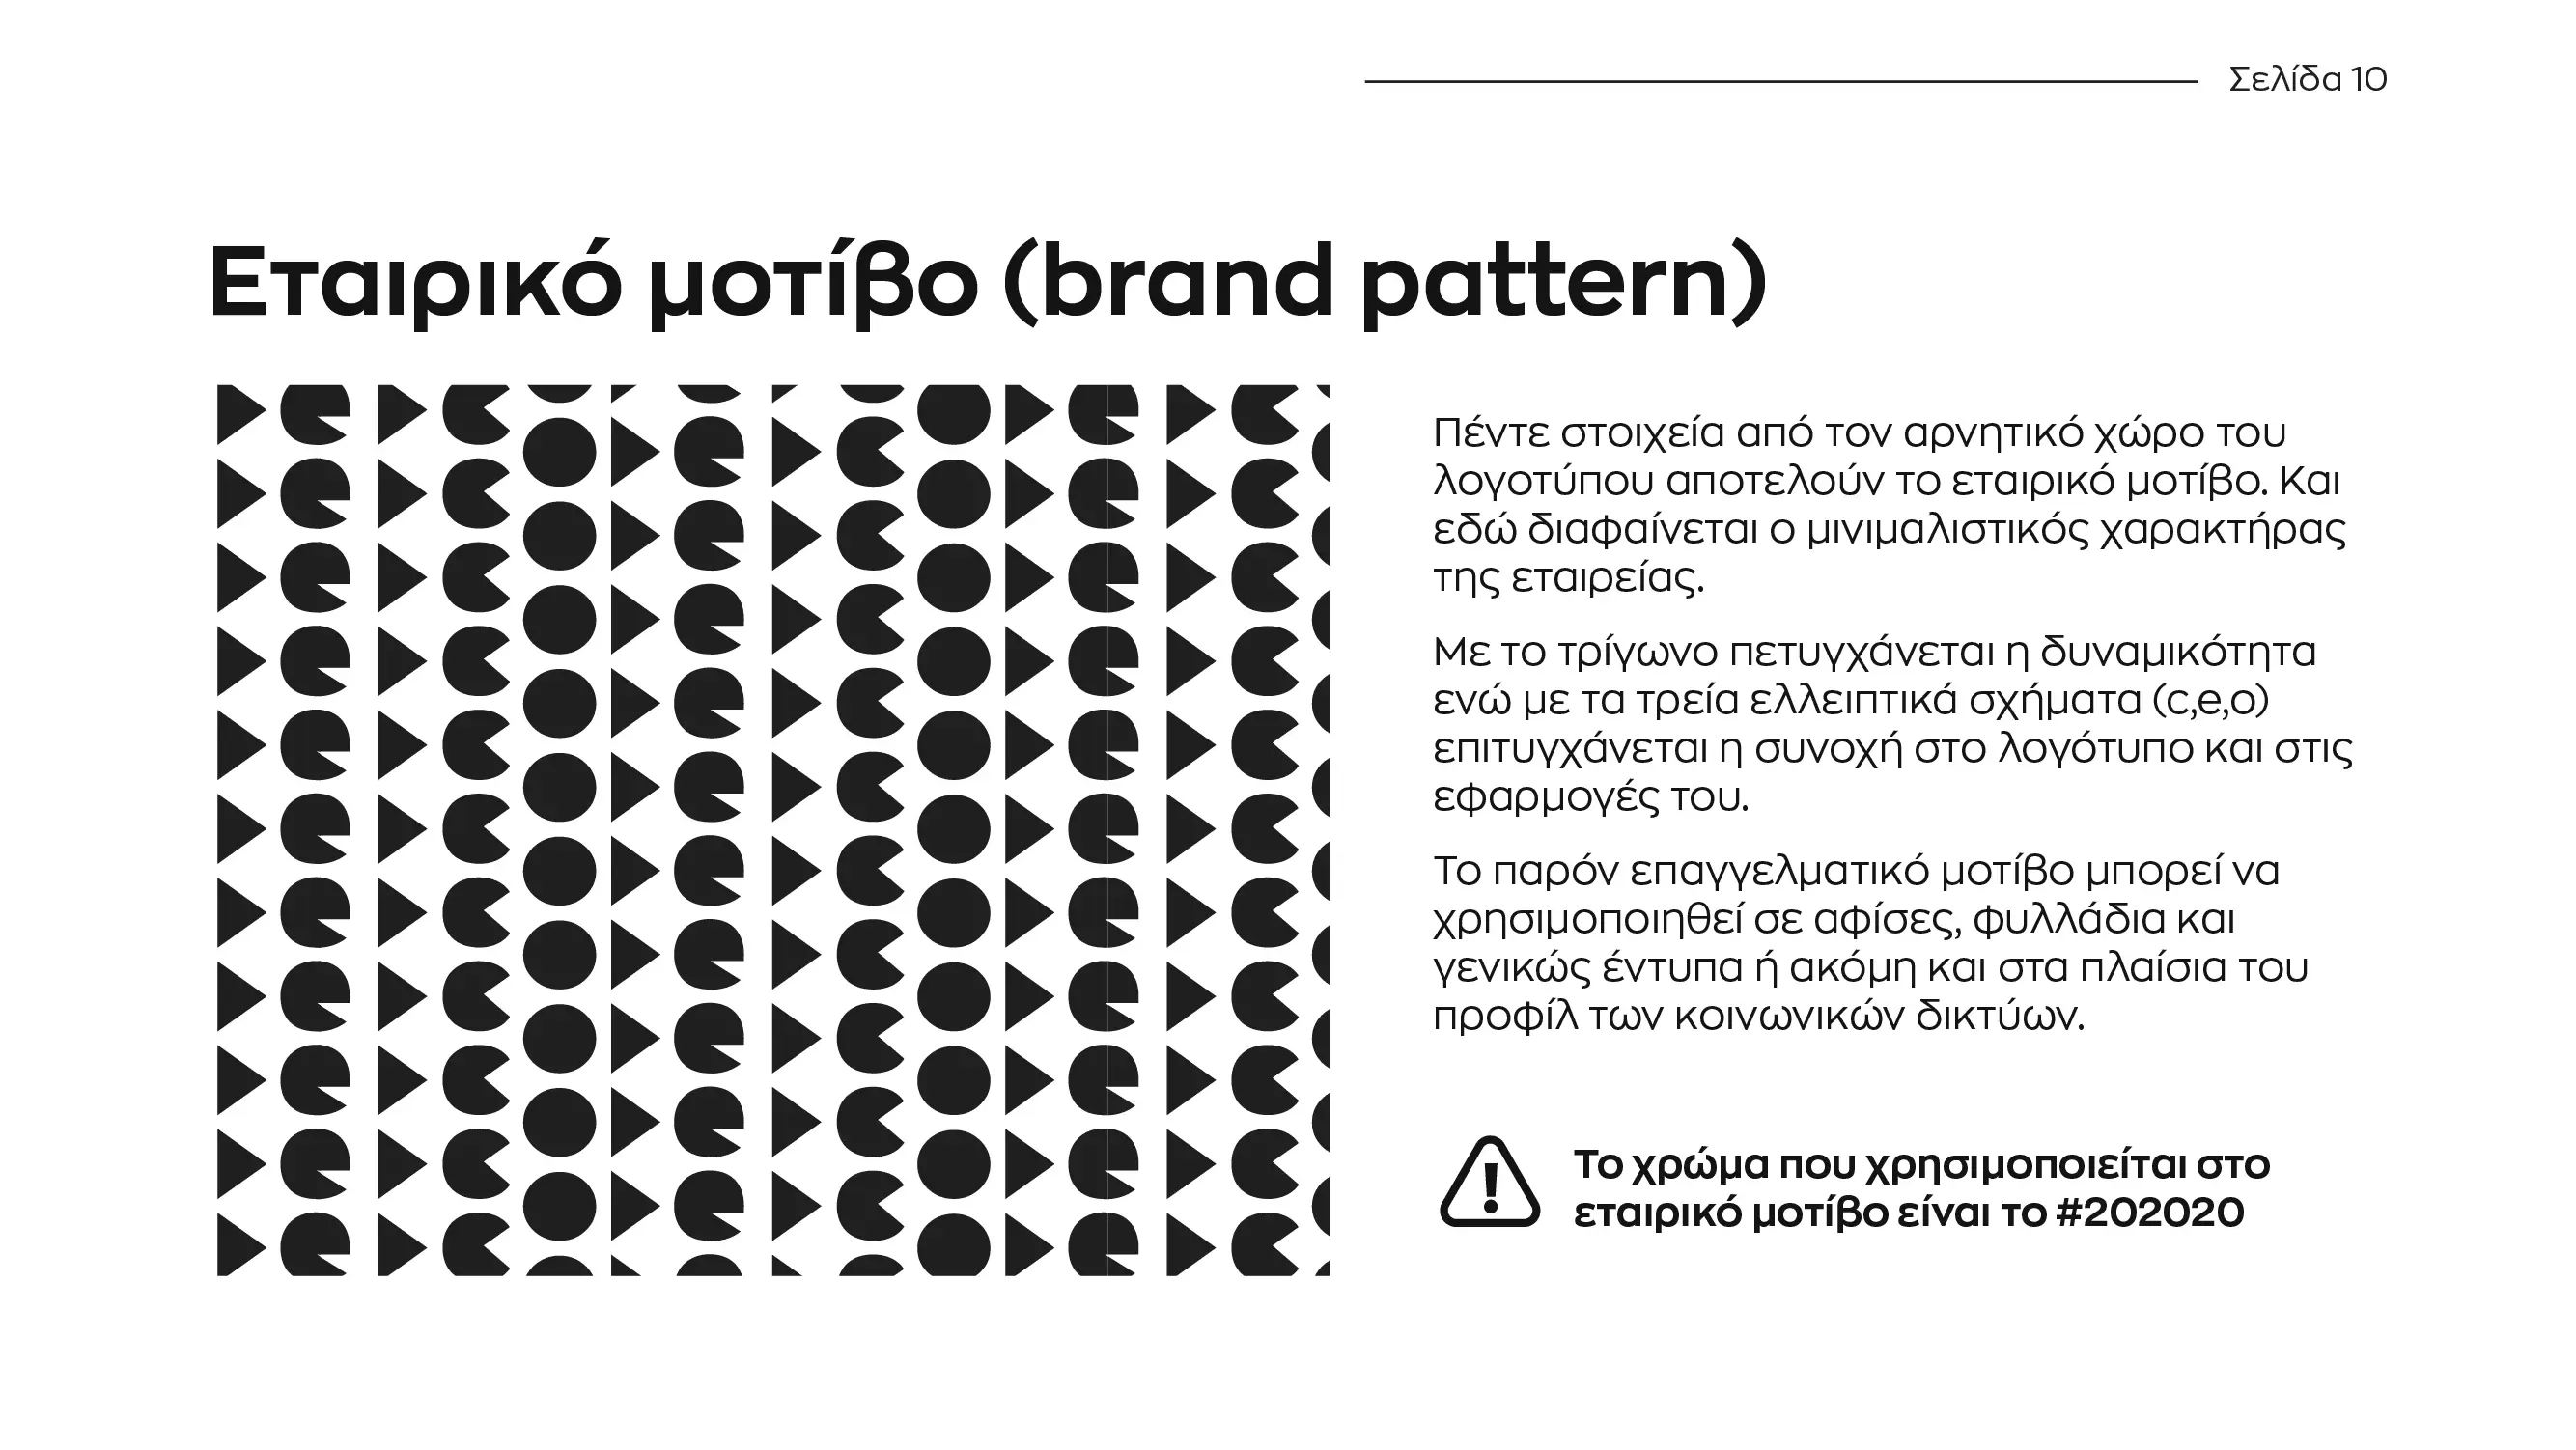 Σελίδα 10
Εταιρικό μοτίβο (brand pattern)
Πέντε στοιχεία από τον αρνητικό χώρο του
λογοτύπου αποτελούν το εταιρικό μοτίβο. Και
εδώ διαφαίνεται ο μινιμαλιστικός χαρακτήρας
της εταιρείας.
Με το τρίγωνο πετυγχάνεται η δυναμικότητα
ενώ με τα τρεία ελλειπτικά σχήματα (c,e,o)
επιτυγχάνεται η συνοχή στο λογότυπο και στις
εφαρμογές του.
Το παρόν επαγγελματικό μοτίβο μπορεί να
χρησιμοποιηθεί σε αφίσες, φυλλάδια και
γενικώς έντυπα ή ακόμη και στα πλαίσια του
προφίλ των κοινωνικών δικτύων.
Το χρώμα που χρησιμοποιείται στο
εταιρικό μοτίβο είναι το #202020